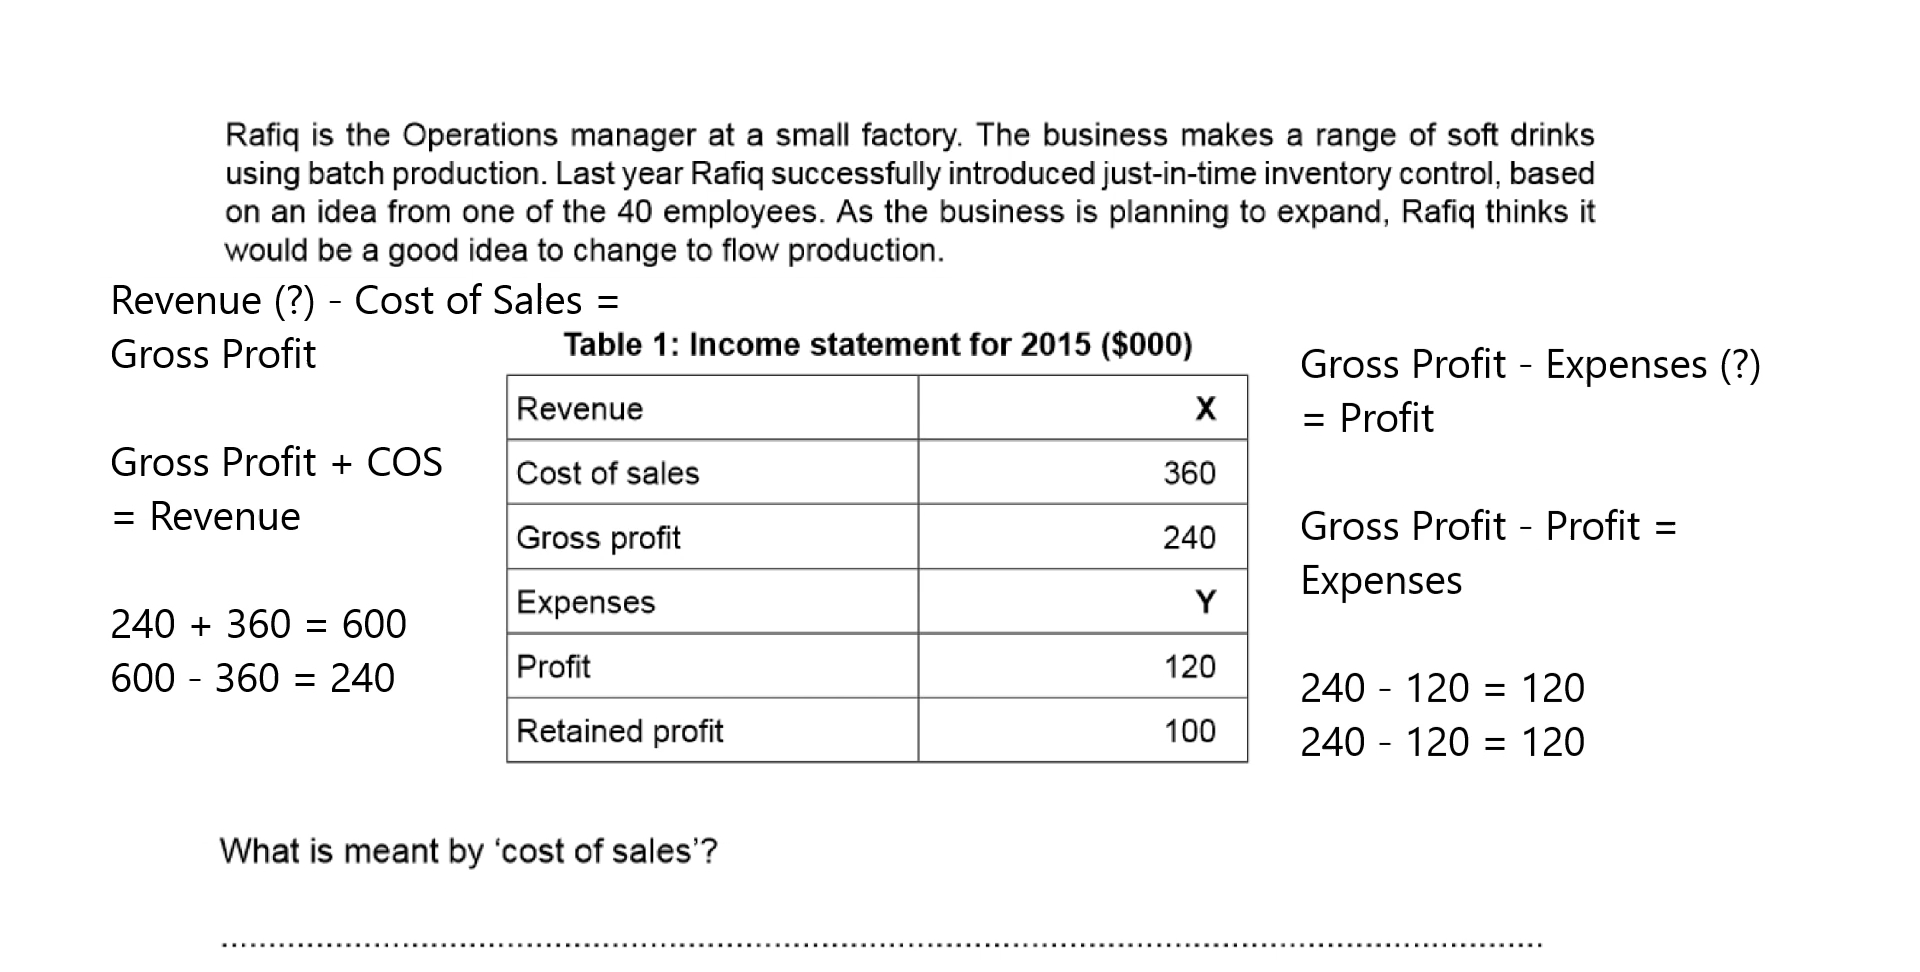 Rafiq is the Operations manager at a small factory. The business makes a range of soft drinks
using batch production. Last year Rafiq successfully introduced just-in-time inventory control, based
on an idea from one of the 40 employees. As the business is planning to expand, Rafiq thinks it
would be a good idea to change to flow production.
Revenue (?) - Cost of Sales =
Gross Profit
Gross Profit + COS
= Revenue
240 + 360 = 600
600 - 360 = 240
Table 1: Income statement for 2015 ($000)
Revenue X
Cost of sales 360
Gross profit 240
Expenses Y
Profit 120
Retained profit 100
Gross Profit - Expenses (?)
= Profit
Gross Profit - Profit =
Expenses
240 - 120 = 120
240 - 120 = 120
What is meant by ‘cost of sales’?